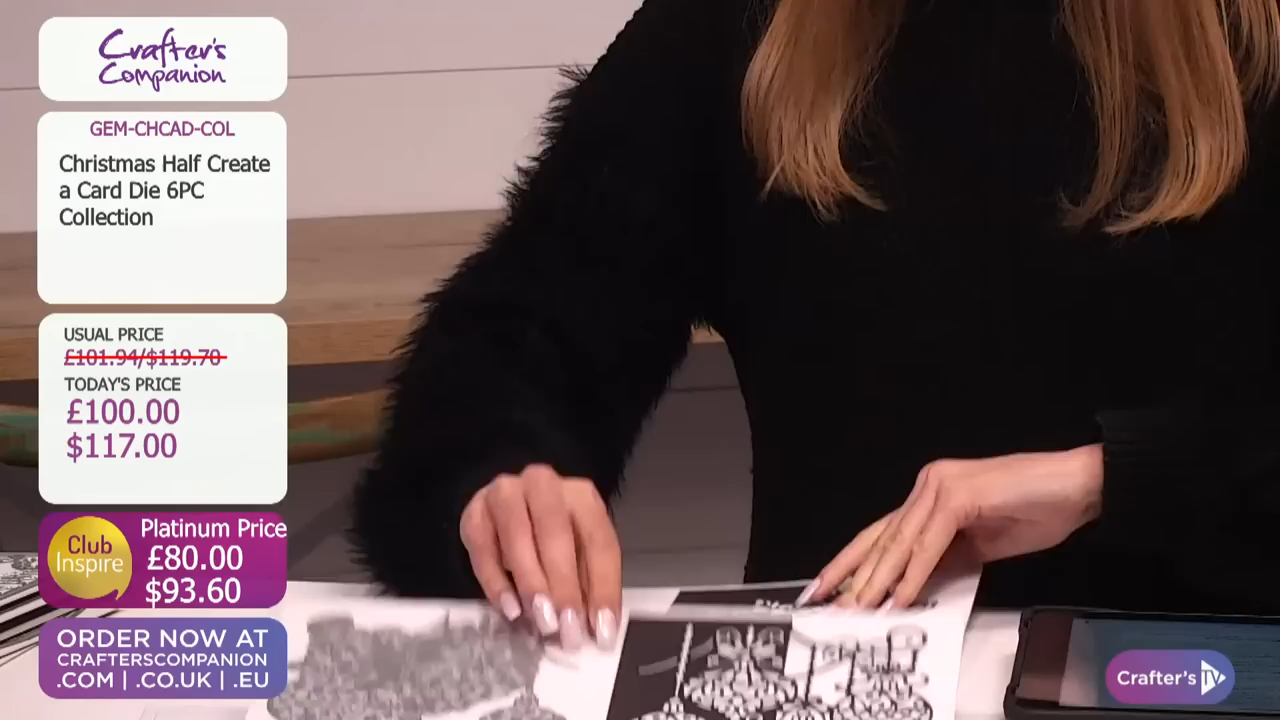 Crafter's
Companion
GEM-CHCAD-COL
Christmas Half Create
a Card Die 6PC
Collection
USUAL PRICE
£101.94/$119.70
TODAY'S PRICE
£100.00
$117.00
Club
Inspire
Platinum Price
£80.00
$93.60
ORDER NOW AT
CRAFTERSCOMPANION
.COM | .CO.UK | .EU
Crafter's TV